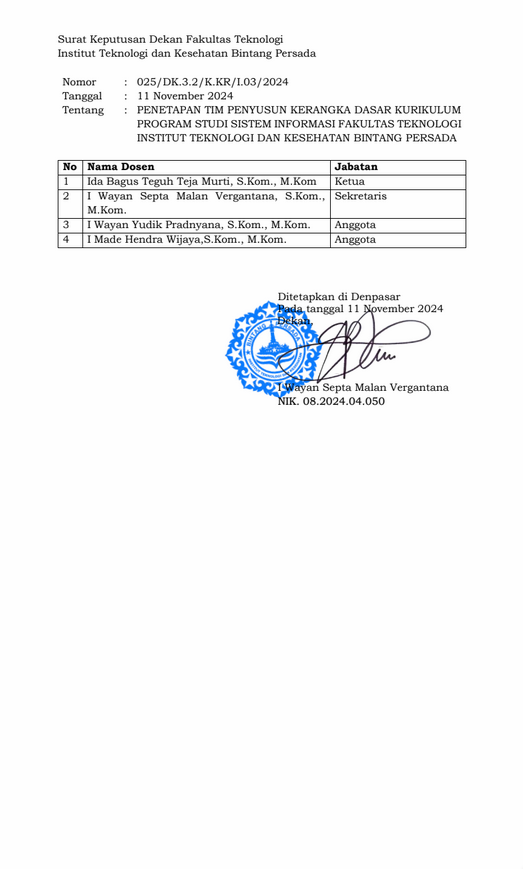 Surat Keputusan Dekan Fakultas Teknologi
Institut Teknologi dan Kesehatan Bintang Persada
Nomor : 025/DK.3.2/K.KR/I.03/2024
Tanggal : 11 November 2024
Tentang : PENETAPAN TIM PENYUSUN KERANGKA DASAR KURIKULUM
PROGRAM STUDI SISTEM INFORMASI FAKULTAS TEKNOLOGI
INSTITUT TEKNOLOGI DAN KESEHATAN BINTANG PERSADA
No Nama Dosen Jabatan
1 Ida Bagus Teguh Teja Murti, S.Kom., M.Kom Ketua
2 I Wayan Septa Malan Vergantana, S.Kom., Sekretaris
M.Kom.
3 I Wayan Yudik Pradnyana, S.Kom., M.Kom. Anggota
4 I Made Hendra Wijaya,S.Kom., M.Kom. Anggota
Ditetapkan di Denpasar
Pada tanggal 11 November 2024
Dekan,
BINTANG PERSADA
I Wayan Septa Malan Vergantana
NIK. 08.2024.04.050